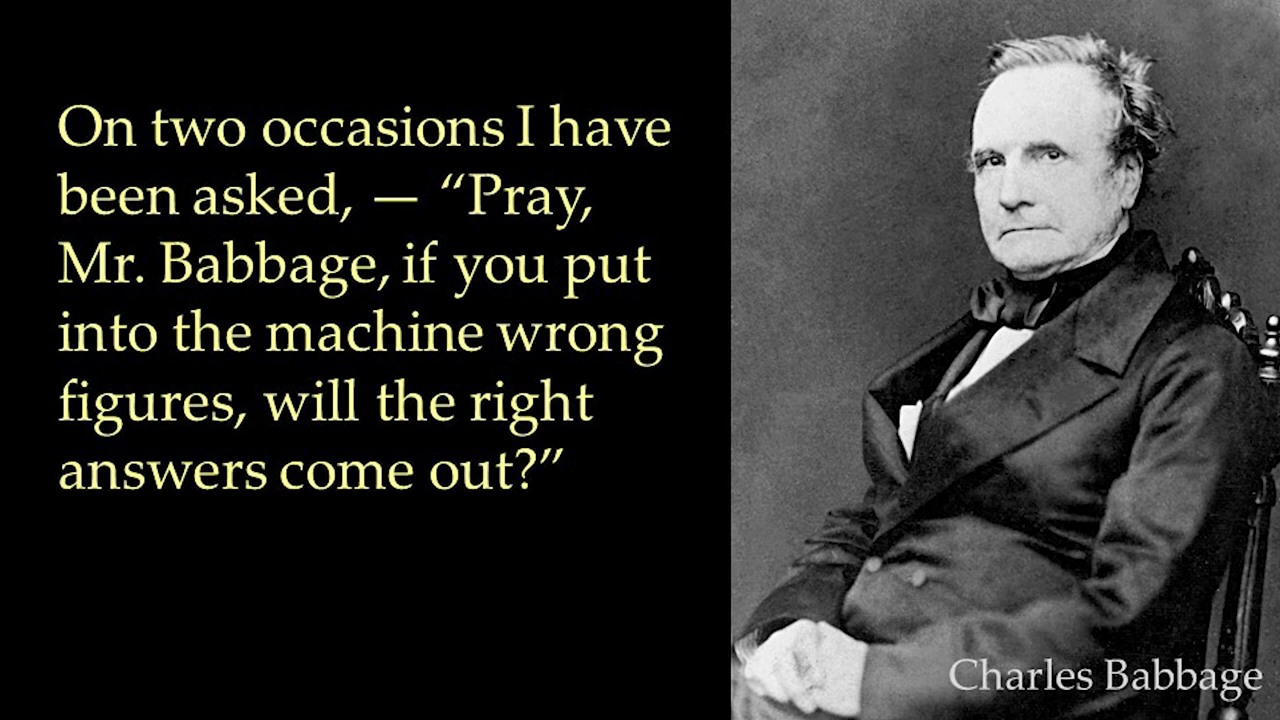 On two occasions I have
been asked, — “Pray,
Mr. Babbage, if you put
into the machine wrong
figures, will the right
answers come out?”
Charles Babbage